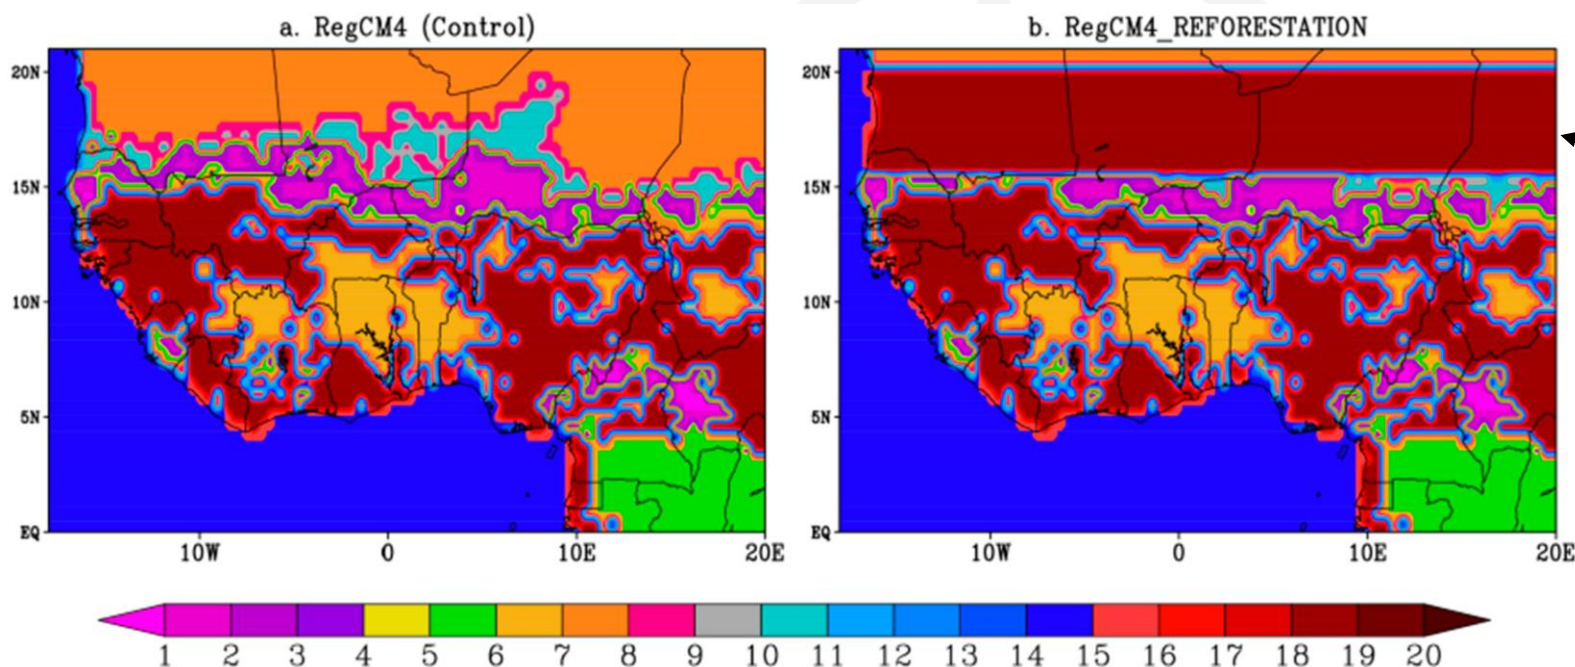 a. RegCM4 (Control)
b. RegCM4_REFORESTATION
20N
15N
10N
5N
EQ
10W 0 10E 20E
20N
15N
10N
5N
EQ
10W 0 10E 20E
1 2 3 4 5 6 7 8 9 10 11 12 13 14 15 16 17 18 19 20